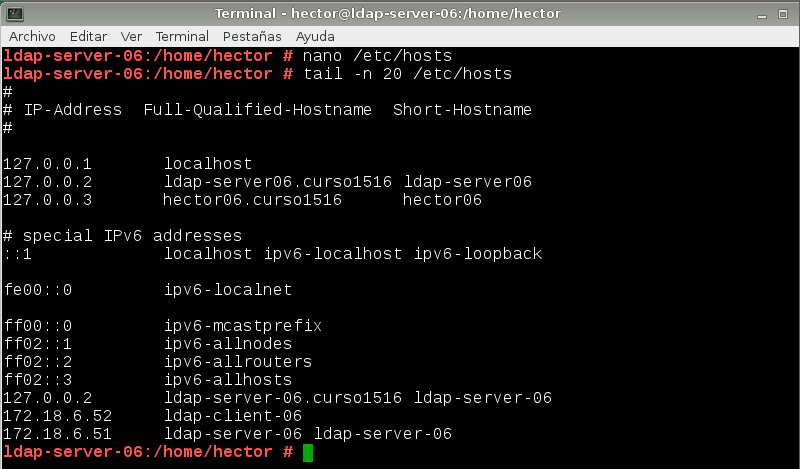 Terminal - hector@ldap-server-06:/home/hector
Archivo Editar Ver Terminal Pestañas Ayuda
ldap-server-06:/home/hector # nano /etc/hosts
ldap-server-06:/home/hector # tail -n 20 /etc/hosts
#
# IP-Address  Full-Qualified-Hostname  Short-Hostname
#
127.0.0.1       localhost
127.0.0.2       ldap-server06.curso1516 ldap-server06
127.0.0.3       hector06.curso1516      hector06
# special IPv6 addresses
::1             localhost ipv6-localhost ipv6-loopback
fe00::0         ipv6-localnet
ff00::0         ipv6-mcastprefix
ff02::1         ipv6-allnodes
ff02::2         ipv6-allrouters
ff02::3         ipv6-allhosts
127.0.0.2       ldap-server-06.curso1516 ldap-server-06
172.18.6.52     ldap-client-06
172.18.6.51     ldap-server-06 ldap-server-06
ldap-server-06:/home/hector #